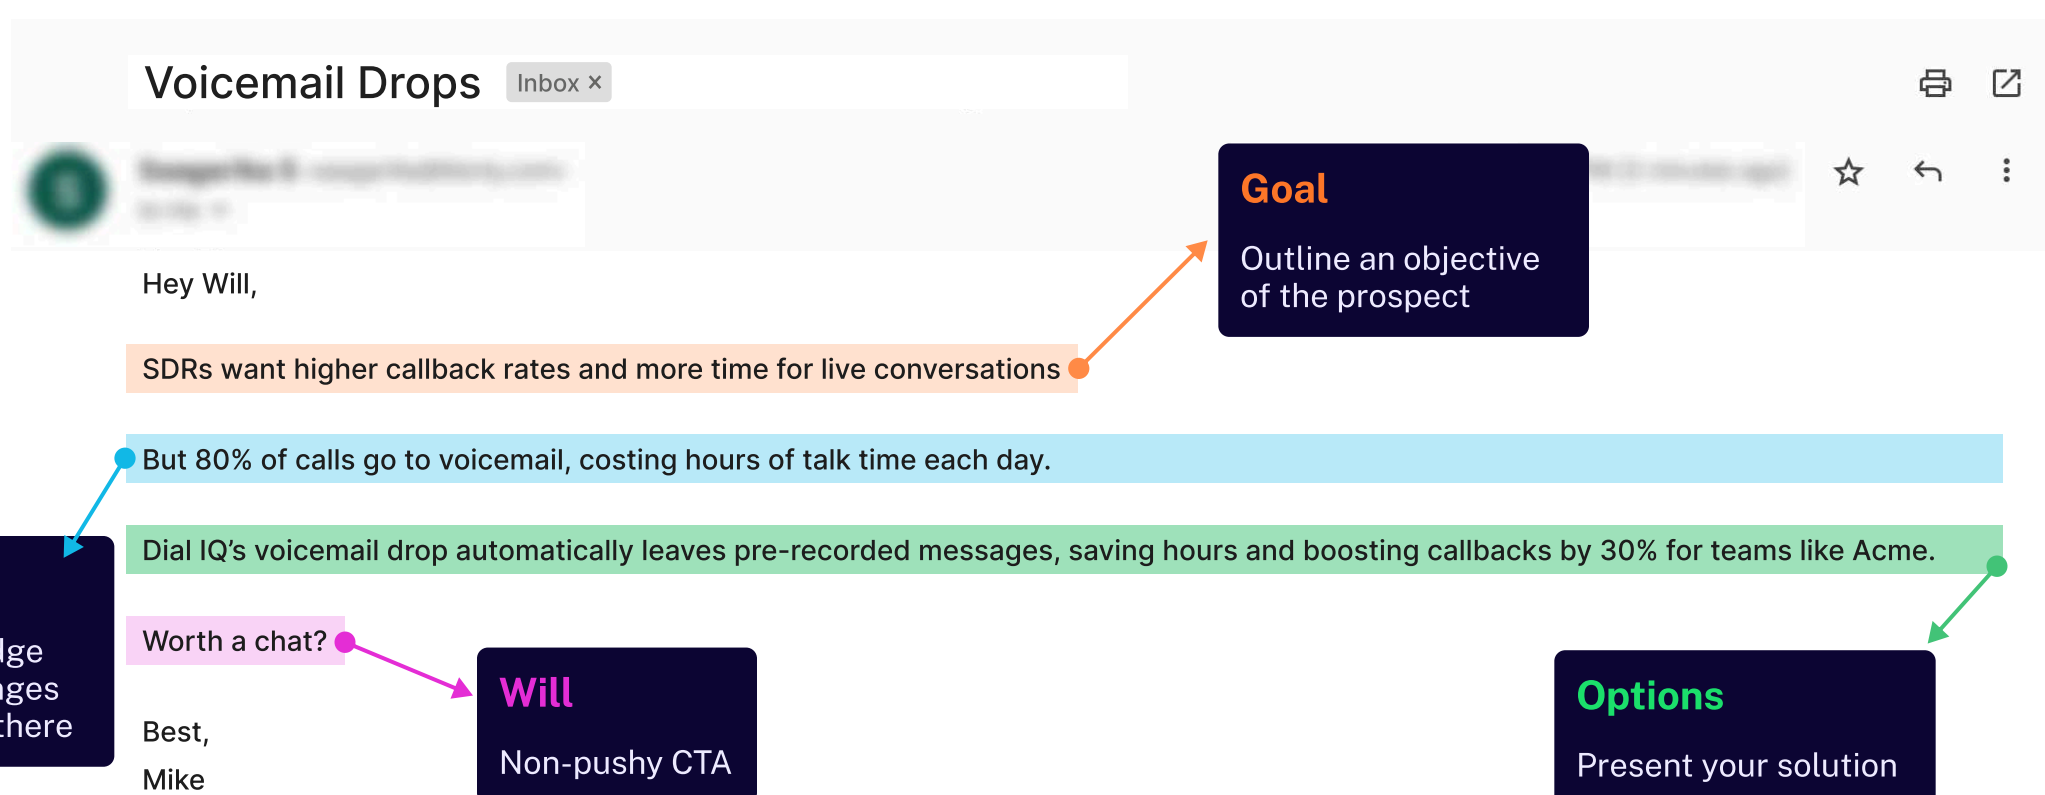 Voicemail Drops Inbox ×
Goal
Outline an objective
of the prospect
Hey Will,
SDRs want higher callback rates and more time for live conversations
But 80% of calls go to voicemail, costing hours of talk time each day.
Dial IQ’s voicemail drop automatically leaves pre-recorded messages, saving hours and boosting callbacks by 30% for teams like Acme.
Worth a chat?
there
Will
Non-pushy CTA
Options
Present your solution
Best,
Mike